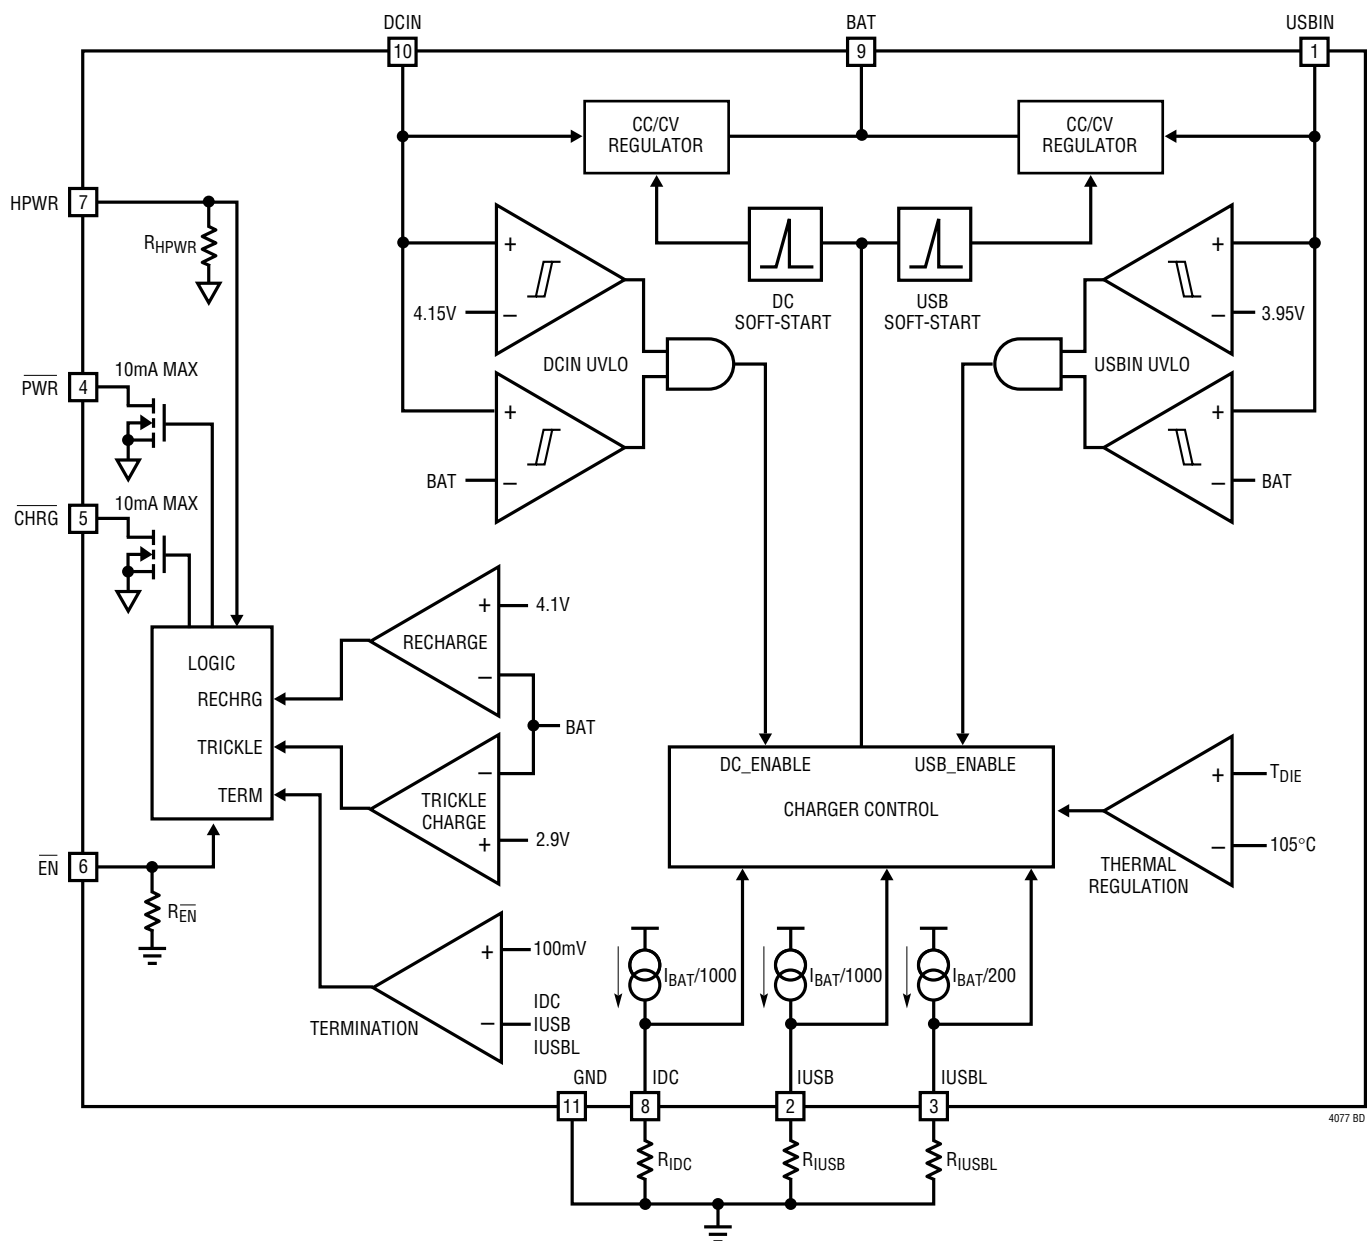 DCIN
BAT
USBIN
10
9
1
CC/CV
REGULATOR
CC/CV
REGULATOR
HPWR
7
RHPWR
+
4.15V
−
DC
SOFT-START
USB
SOFT-START
+
−
3.95V
DCIN UVLO
USBIN UVLO
PWR
4
10mA MAX
+
BAT
−
+
−
BAT
CHRG
5
10mA MAX
+
4.1V
RECHARGE
−
BAT
LOGIC
RECHRG
TRICKLE
TERM
−
TRICKLE
CHARGE
+
2.9V
DC_ENABLE
USB_ENABLE
CHARGER CONTROL
+
TDIE
−
105°C
THERMAL
REGULATION
EN
6
REN
+
100mV
TERMINATION
−
IDC
IUSB
IUSBL
IBAT/1000
IBAT/1000
IBAT/200
GND
IDC
IUSB
IUSBL
11
8
2
3
4077 BD
RIDC
RIUSB
RIUSBL